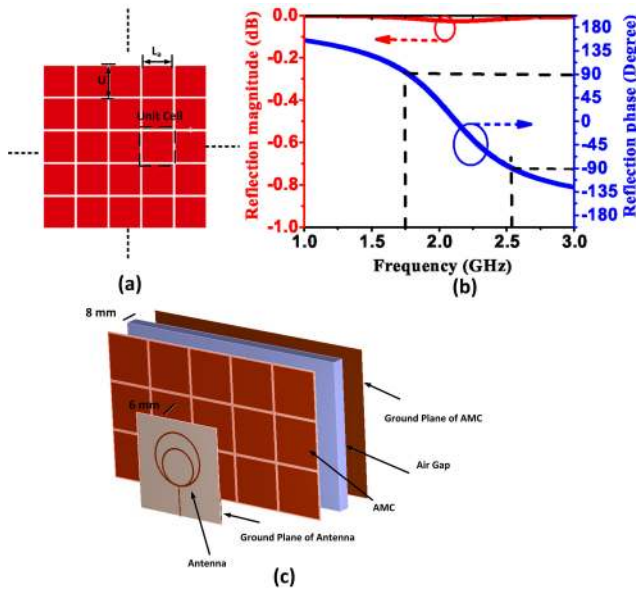 Lₐ
U
Unit Cell
(a)
Reflection magnitude (dB)
0.0
-0.2
-0.4
-0.6
-0.8
-1.0
1.0 1.5 2.0 2.5 3.0
Frequency (GHz)
180
135
90
45
0
-45
-90
-135
-180
Reflection phase (Degree)
(b)
8 mm
6 mm
Ground Plane of AMC
Air Gap
AMC
Ground Plane of Antenna
Antenna
(c)